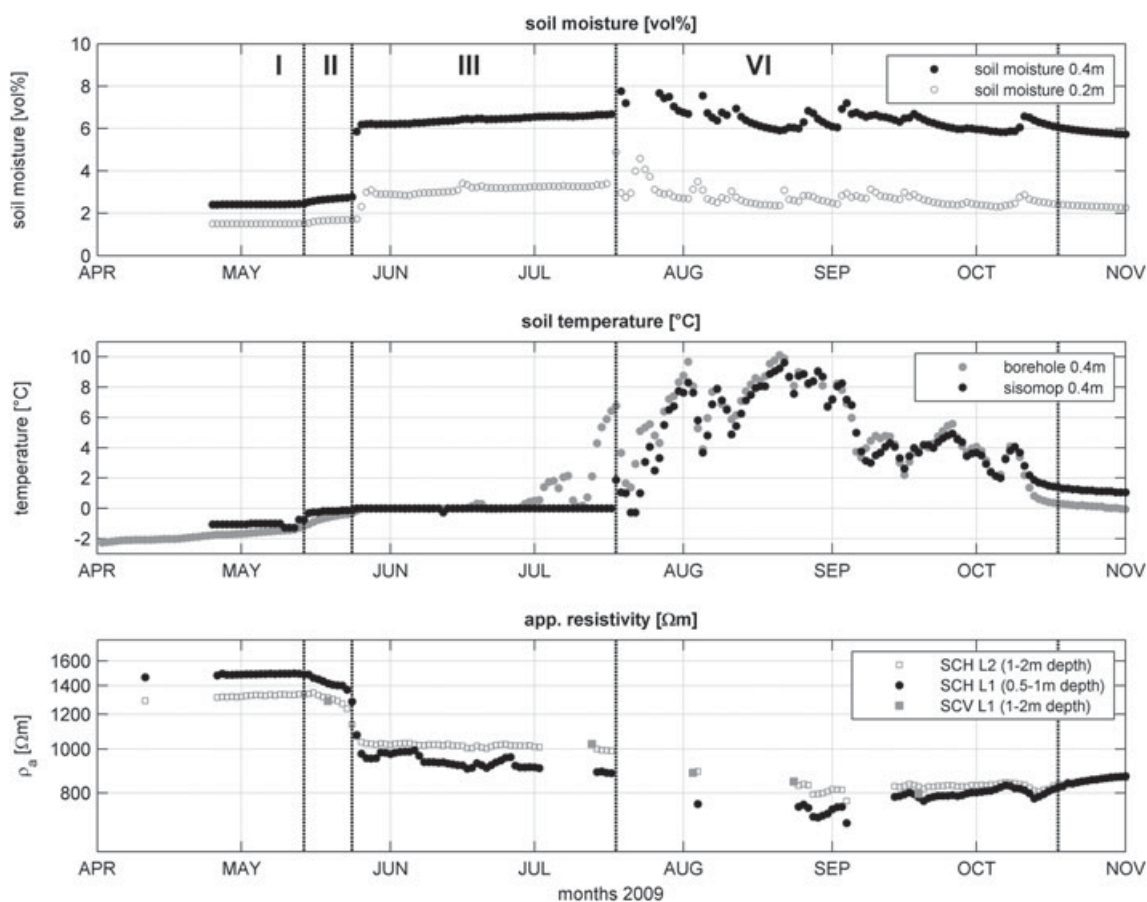 soil moisture [vol%]
10
8
6
4
2
0
soil moisture [vol%]
I II III VI
soil moisture 0.4m
soil moisture 0.2m
APR MAY JUN JUL AUG SEP OCT NOV
soil temperature [°C]
10
8
6
4
2
0
-2
temperature [°C]
borehole 0.4m
sisomop 0.4m
APR MAY JUN JUL AUG SEP OCT NOV
app. resistivity [Ωm]
1600
1400
1200
1000
800
ρa [Ωm]
SCH L2 (1-2m depth)
SCH L1 (0.5-1m depth)
SCV L1 (1-2m depth)
APR MAY JUN JUL AUG SEP OCT NOV
months 2009